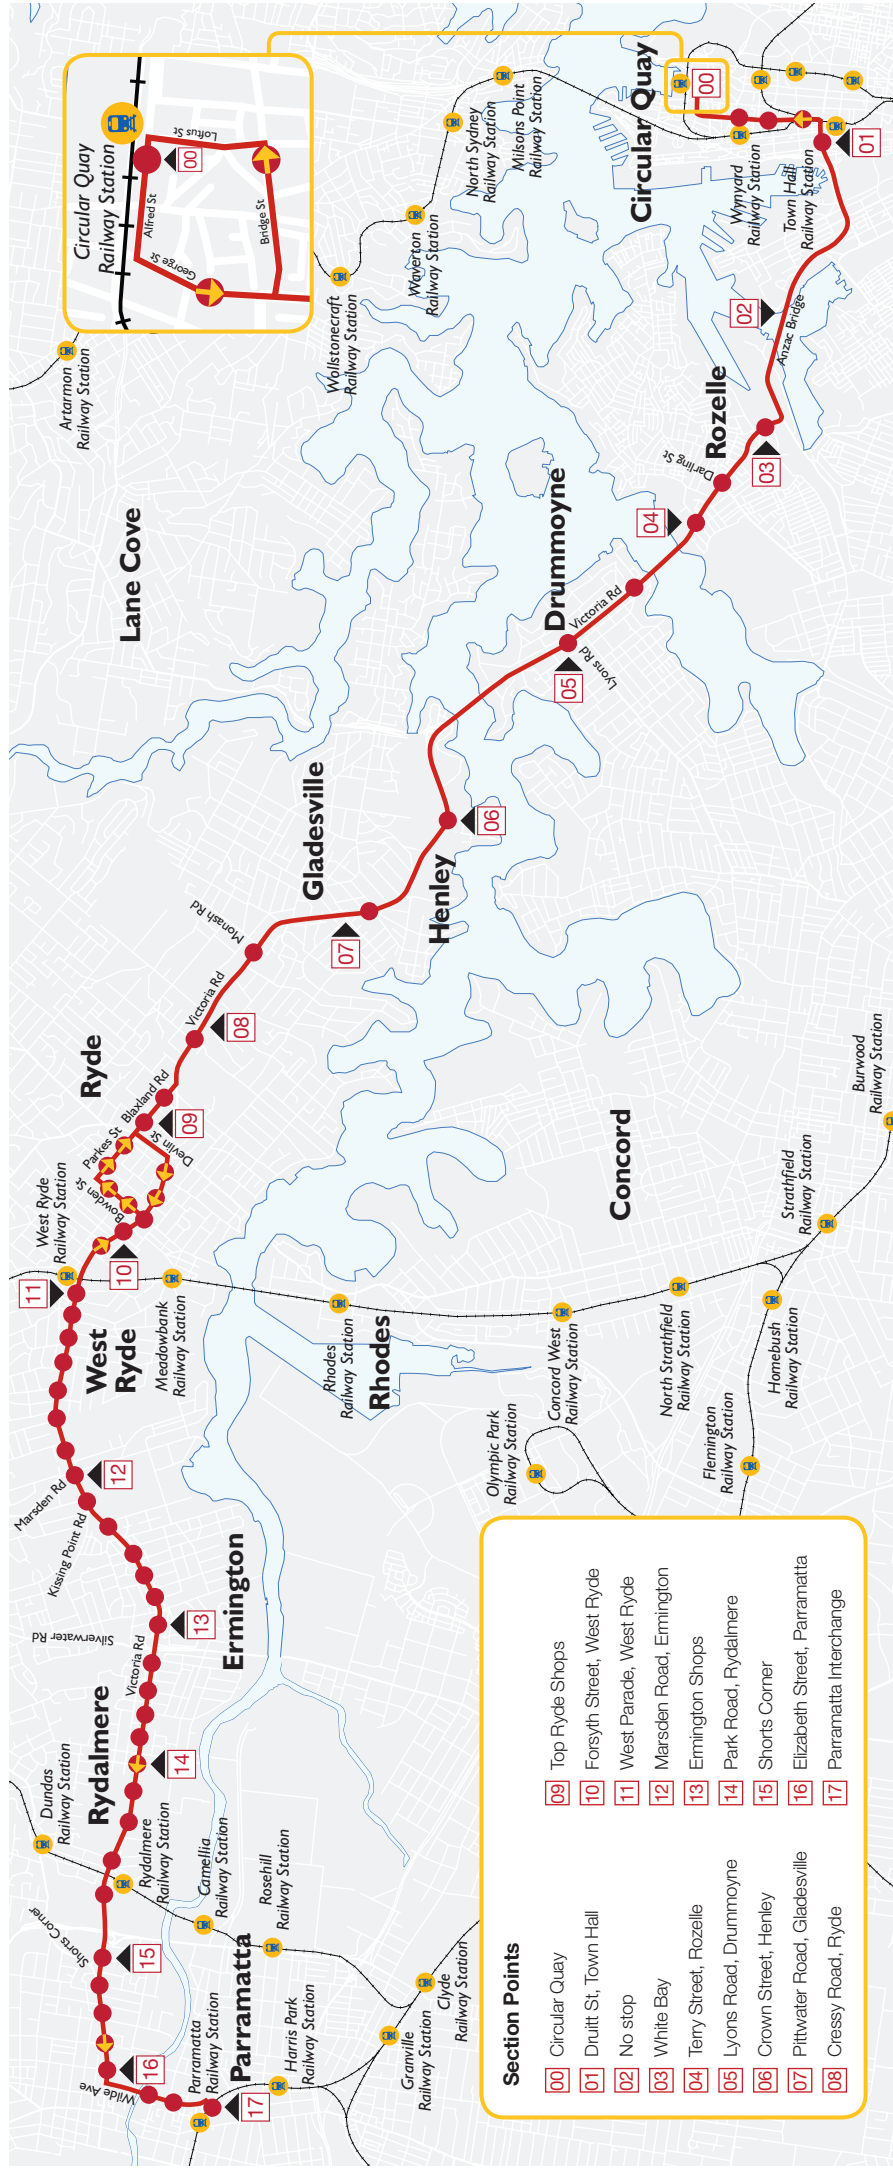 Circular Quay
Railway Station
Loftus St
00
Alfred St
George St
Bridge St
Artarmon
Railway Station
Wollstonecraft
Railway Station
Waverton
Railway Station
North Sydney
Railway Station
Milsons Point
Railway Station
Circular Quay
00
Wynyard
Railway Station
Town Hall
Railway Station
01
02
Anzac Bridge
Lane Cove
Rozelle
Darling St
03
04
Drummoyne
Victoria Rd
Lyons Rd
05
Gladesville
Henley
06
07
Monash Rd
Victoria Rd
08
Ryde
Blaxland Rd
09
Devlin St
Parkes St
Bowden St
West Ryde
Railway Station
10
11
West
Ryde
Meadowbank
Railway Station
Rhodes
Railway Station
Rhodes
Concord
Concord West
Railway Station
North Strathfield
Railway Station
Burwood
Railway Station
Strathfield
Railway Station
Homebush
Railway Station
Flemington
Railway Station
Olympic Park
Railway Station
Marsden Rd
12
Kissing Point Rd
Ermington
13
Silverwater Rd
Victoria Rd
Rydalmere
14
Dundas
Railway Station
Rydalmere
Railway Station
Camellia
Railway Station
Rosehill
Railway Station
Shorts Corner
15
Parramatta
Parramatta
Railway Station
Harris Park
Railway Station
Granville
Railway Station
Clyde
Railway Station
16
Wilde Ave
17
Section Points
00 Circular Quay
01 Druitt St, Town Hall
02 No stop
03 White Bay
04 Terry Street, Rozelle
05 Lyons Road, Drummoyne
06 Crown Street, Henley
07 Pittwater Road, Gladesville
08 Cressy Road, Ryde
09 Top Ryde Shops
10 Forsyth Street, West Ryde
11 West Parade, West Ryde
12 Marsden Road, Ermington
13 Ermington Shops
14 Park Road, Rydalmere
15 Shorts Corner
16 Elizabeth Street, Parramatta
17 Parramatta Interchange